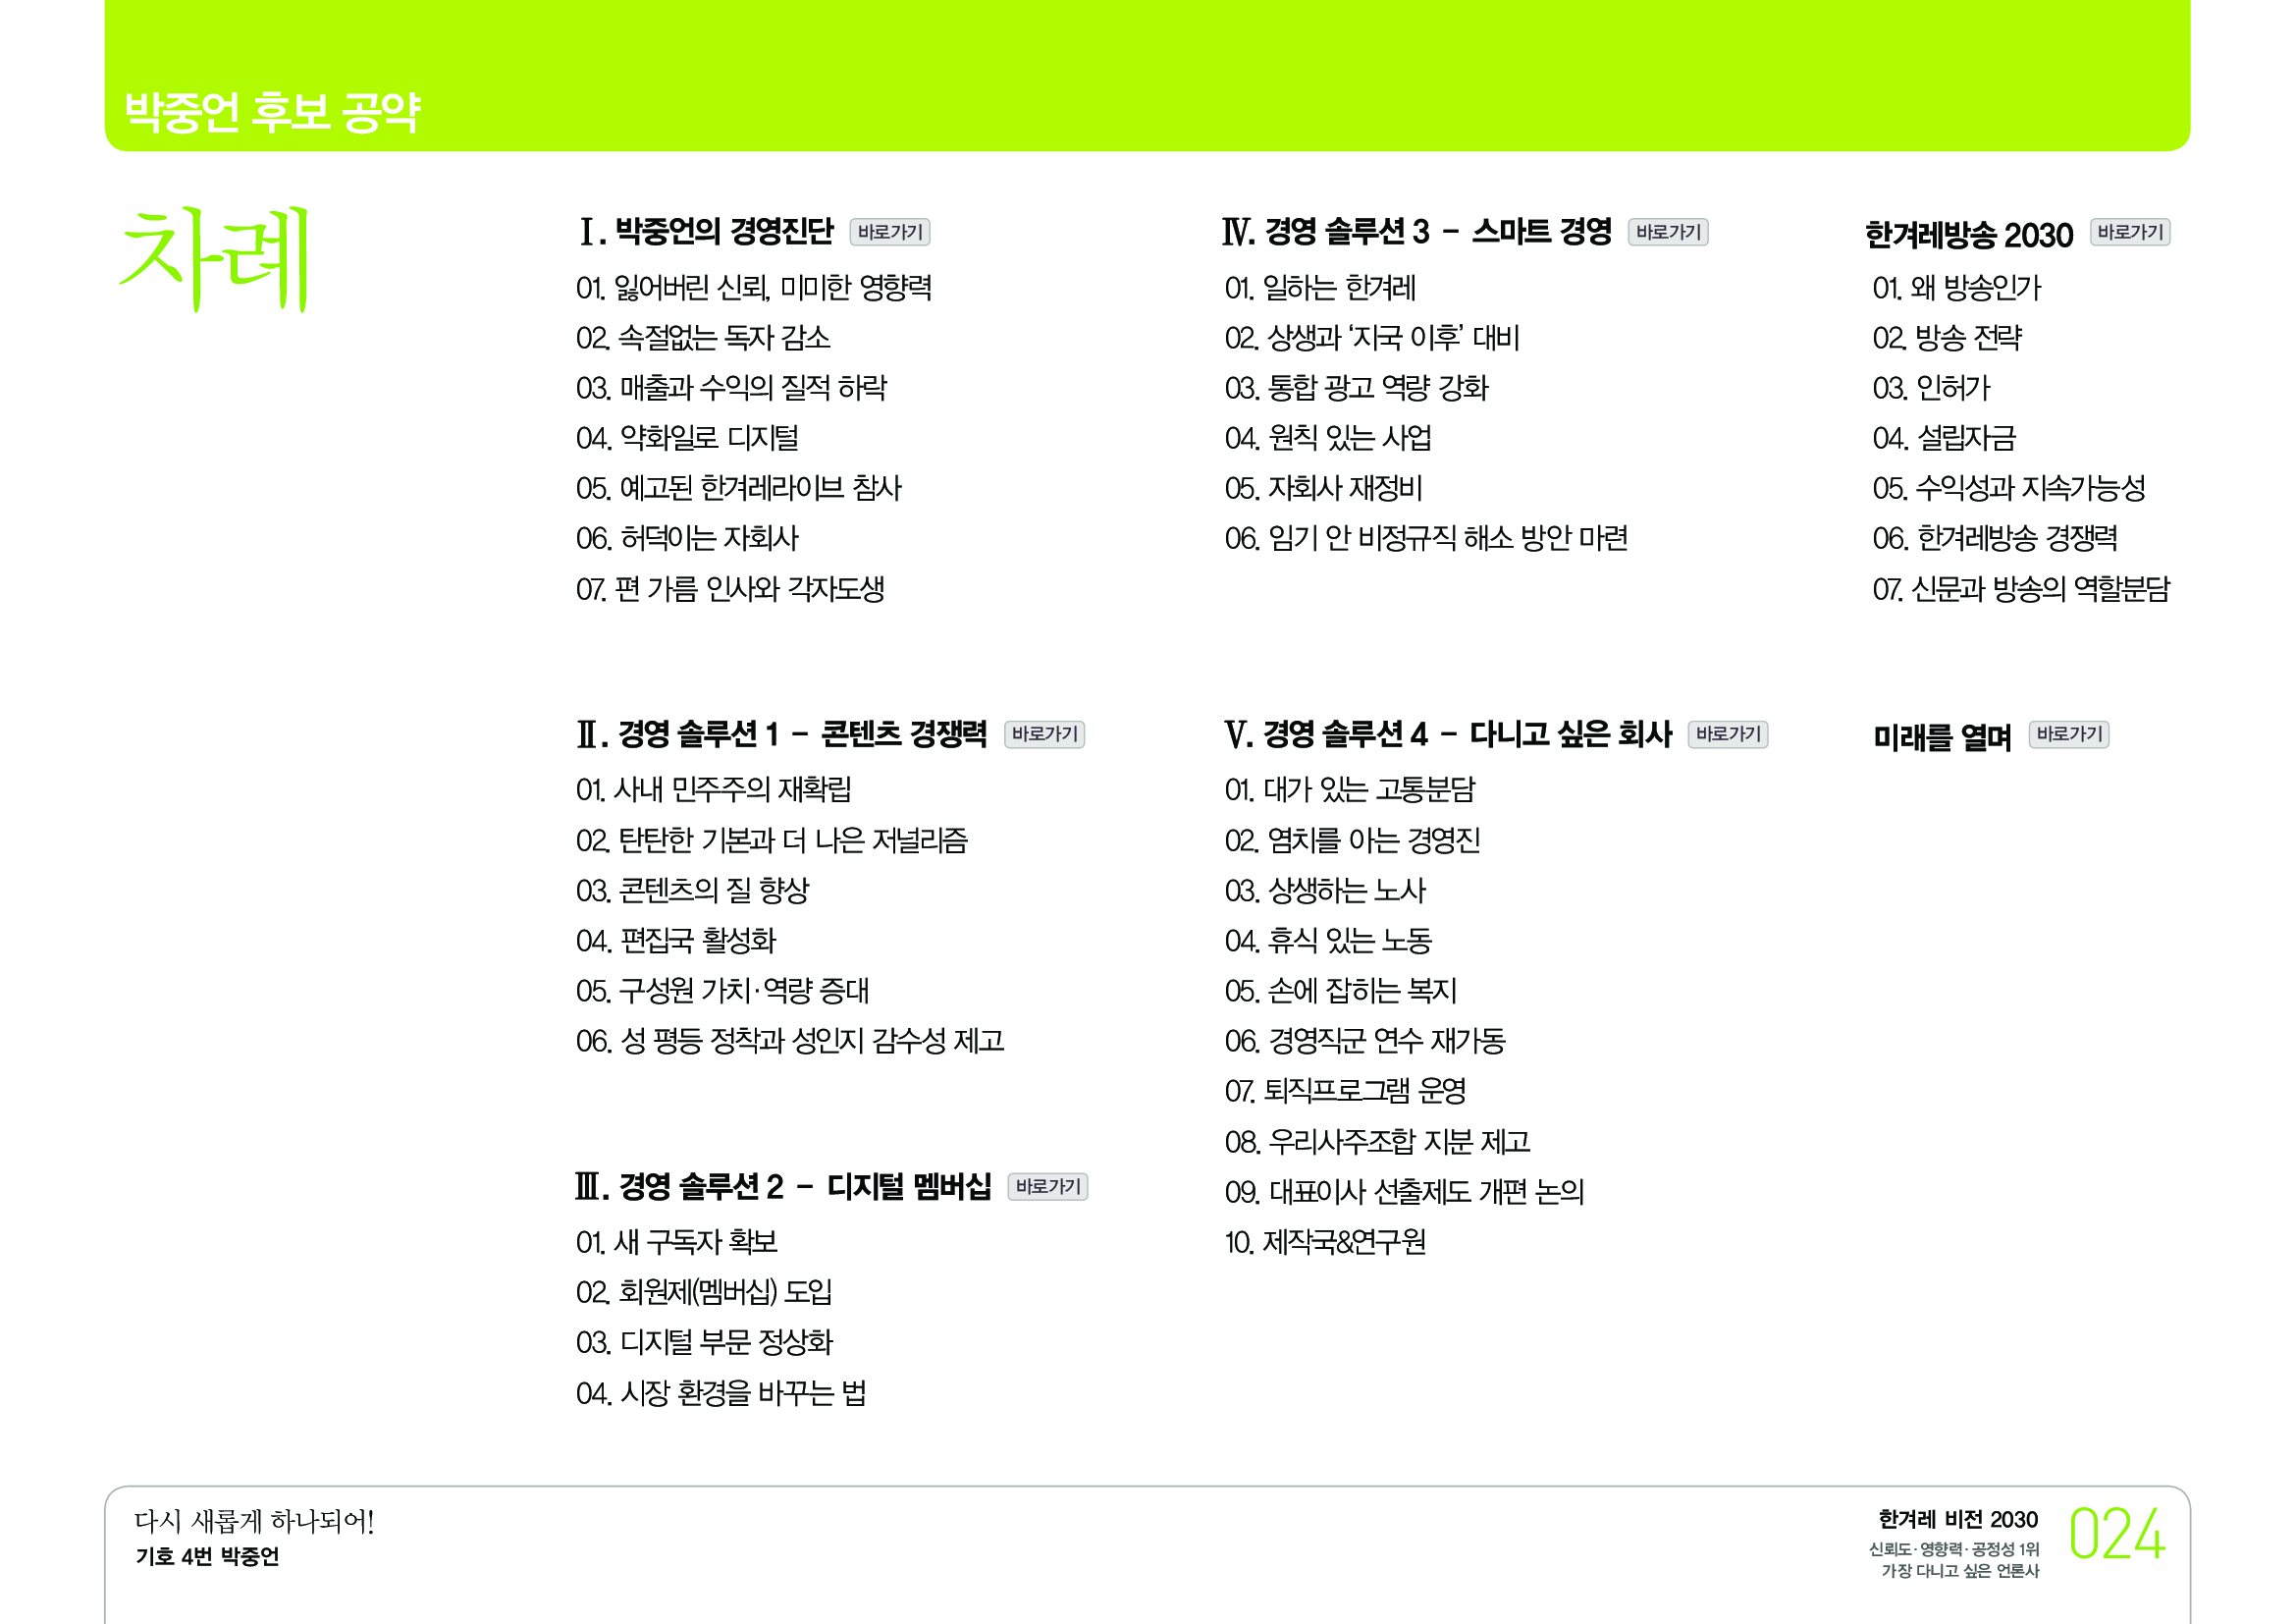 박중언 후보 공약
차례
Ⅰ. 박중언의 경영진단 바로가기
01. 잃어버린 신뢰, 미미한 영향력
02. 속절없는 독자 감소
03. 매출과 수익의 질적 하락
04. 약화일로 디지털
05. 예고된 한겨레라이브 참사
06. 허덕이는 자회사
07. 편 가름 인사와 각자도생
Ⅱ. 경영 솔루션 1 - 콘텐츠 경쟁력 바로가기
01. 사내 민주주의 재확립
02. 탄탄한 기본과 더 나은 저널리즘
03. 콘텐츠의 질 향상
04. 편집국 활성화
05. 구성원 가치·역량 증대
06. 성 평등 정착과 성인지 감수성 제고
Ⅲ. 경영 솔루션 2 - 디지털 멤버십 바로가기
01. 새 구독자 확보
02. 회원제(멤버십) 도입
03. 디지털 부문 정상화
04. 시장 환경을 바꾸는 법
Ⅳ. 경영 솔루션 3 - 스마트 경영 바로가기
01. 일하는 한겨레
02. 상생과 ‘지국 이후’ 대비
03. 통합 광고 역량 강화
04. 원칙 있는 사업
05. 자회사 재정비
06. 임기 안 비정규직 해소 방안 마련
Ⅴ. 경영 솔루션 4 - 다니고 싶은 회사 바로가기
01. 대가 있는 고통분담
02. 염치를 아는 경영진
03. 상생하는 노사
04. 휴식 있는 노동
05. 손에 잡히는 복지
06. 경영직군 연수 재가동
07. 퇴직프로그램 운영
08. 우리사주조합 지분 제고
09. 대표이사 선출제도 개편 논의
10. 제작국&연구원
한겨레방송 2030 바로가기
01. 왜 방송인가
02. 방송 전략
03. 인허가
04. 설립자금
05. 수익성과 지속가능성
06. 한겨레방송 경쟁력
07. 신문과 방송의 역할분담
미래를 열며 바로가기
다시 새롭게 하나되어!
기호 4번 박중언
한겨레 비전 2030
신뢰도·영향력·공정성 1위
가장 다니고 싶은 언론사
024